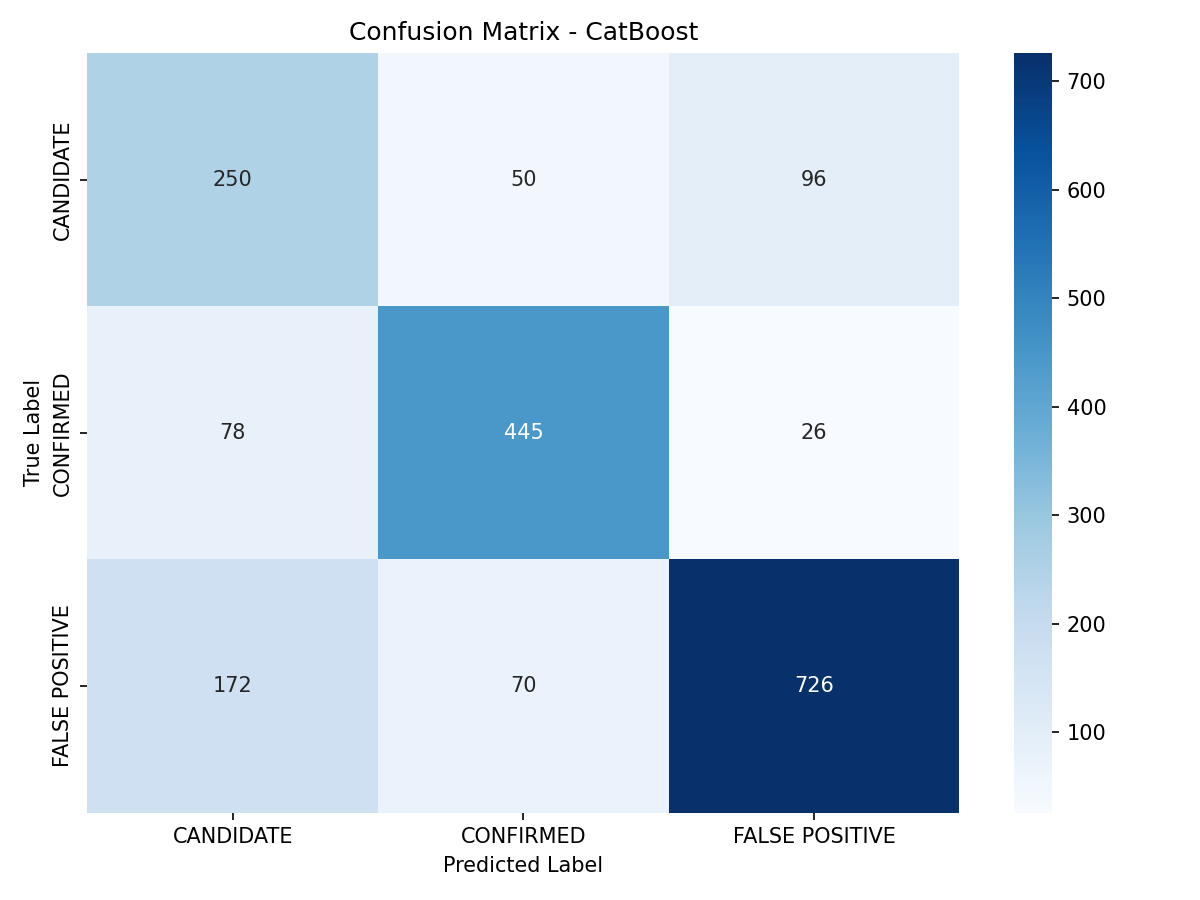 Confusion Matrix - CatBoost
True Label
CANDIDATE
250 50 96
CONFIRMED
78 445 26
FALSE POSITIVE
172 70 726
CANDIDATE CONFIRMED FALSE POSITIVE
Predicted Label
700
600
500
400
300
200
100